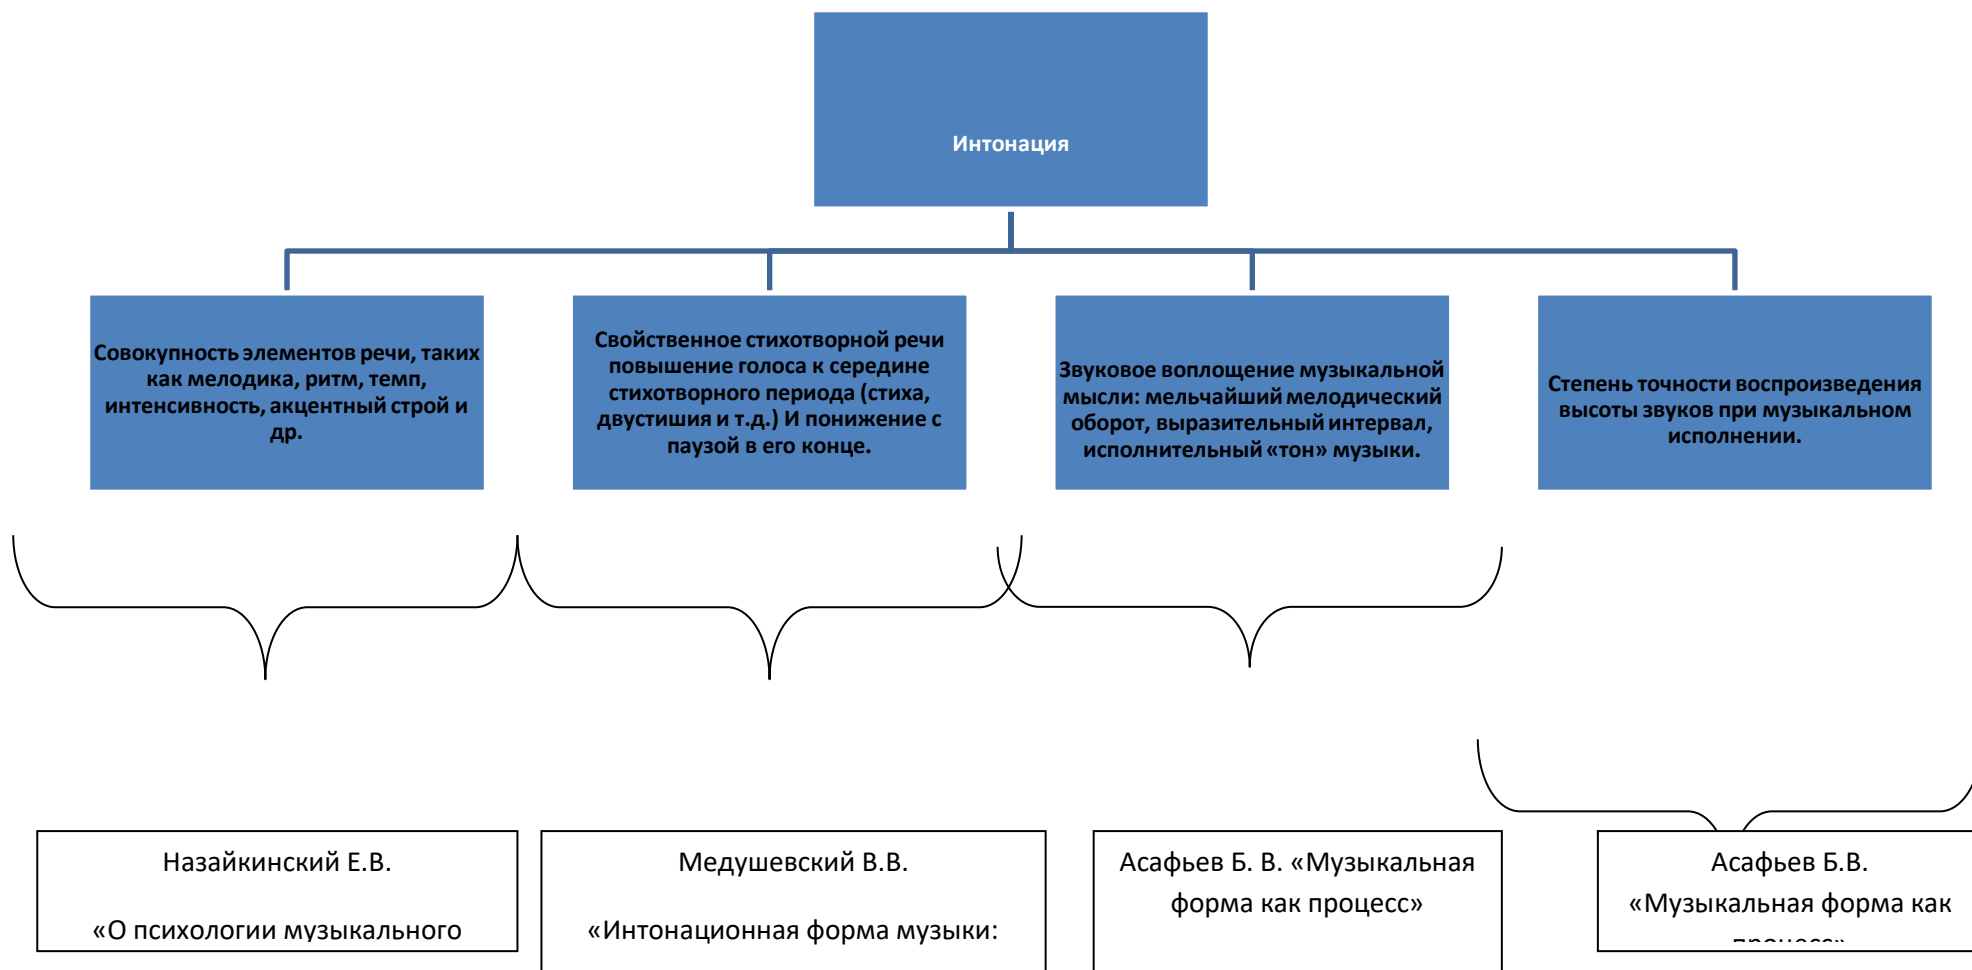 Интонация
Совокупность элементов речи, таких
как мелодика, ритм, темп,
интенсивность, акцентный строй и
др.
Свойственное стихотворной речи
повышение голоса к середине
стихотворного периода (стиха,
двустишия и т.д.) И понижение с
паузой в его конце.
Звуковое воплощение музыкальной
мысли: мельчайший мелодический
оборот, выразительный интервал,
исполнительный «тон» музыки.
Степень точности воспроизведения
высоты звуков при музыкальном
исполнении.
Назайкинский Е.В.
«О психологии музыкального
Медушевский В.В.
«Интонационная форма музыки:
Асафьев Б. В. «Музыкальная
форма как процесс»
Асафьев Б.В.
«Музыкальная форма как